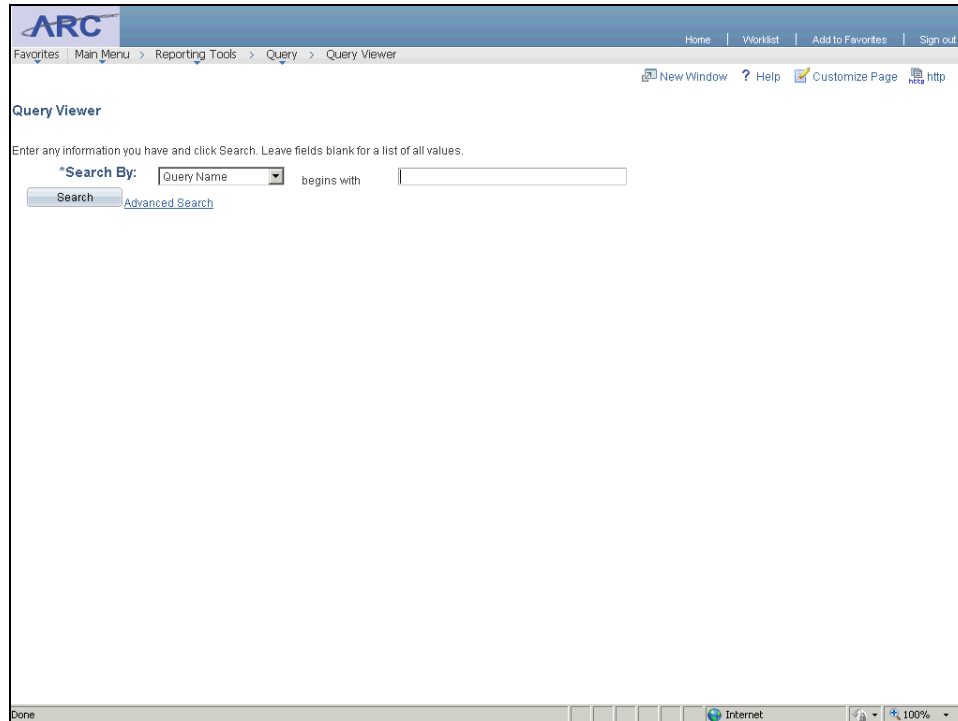 ARC
Home | Worklist | Add to Favorites | Sign out
Favorites Main Menu > Reporting Tools > Query > Query Viewer
New Window ? Help Customize Page http
Query Viewer
Enter any information you have and click Search. Leave fields blank for a list of all values.
*Search By: Query Name begins with
Search Advanced Search
Done Internet 100%